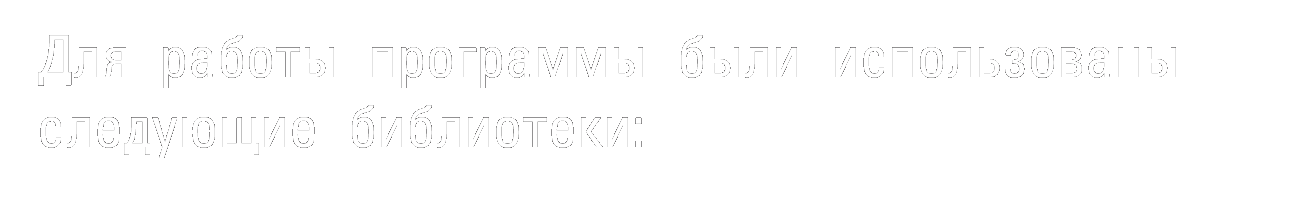 Для работы программы были использованы
следующие библиотеки: